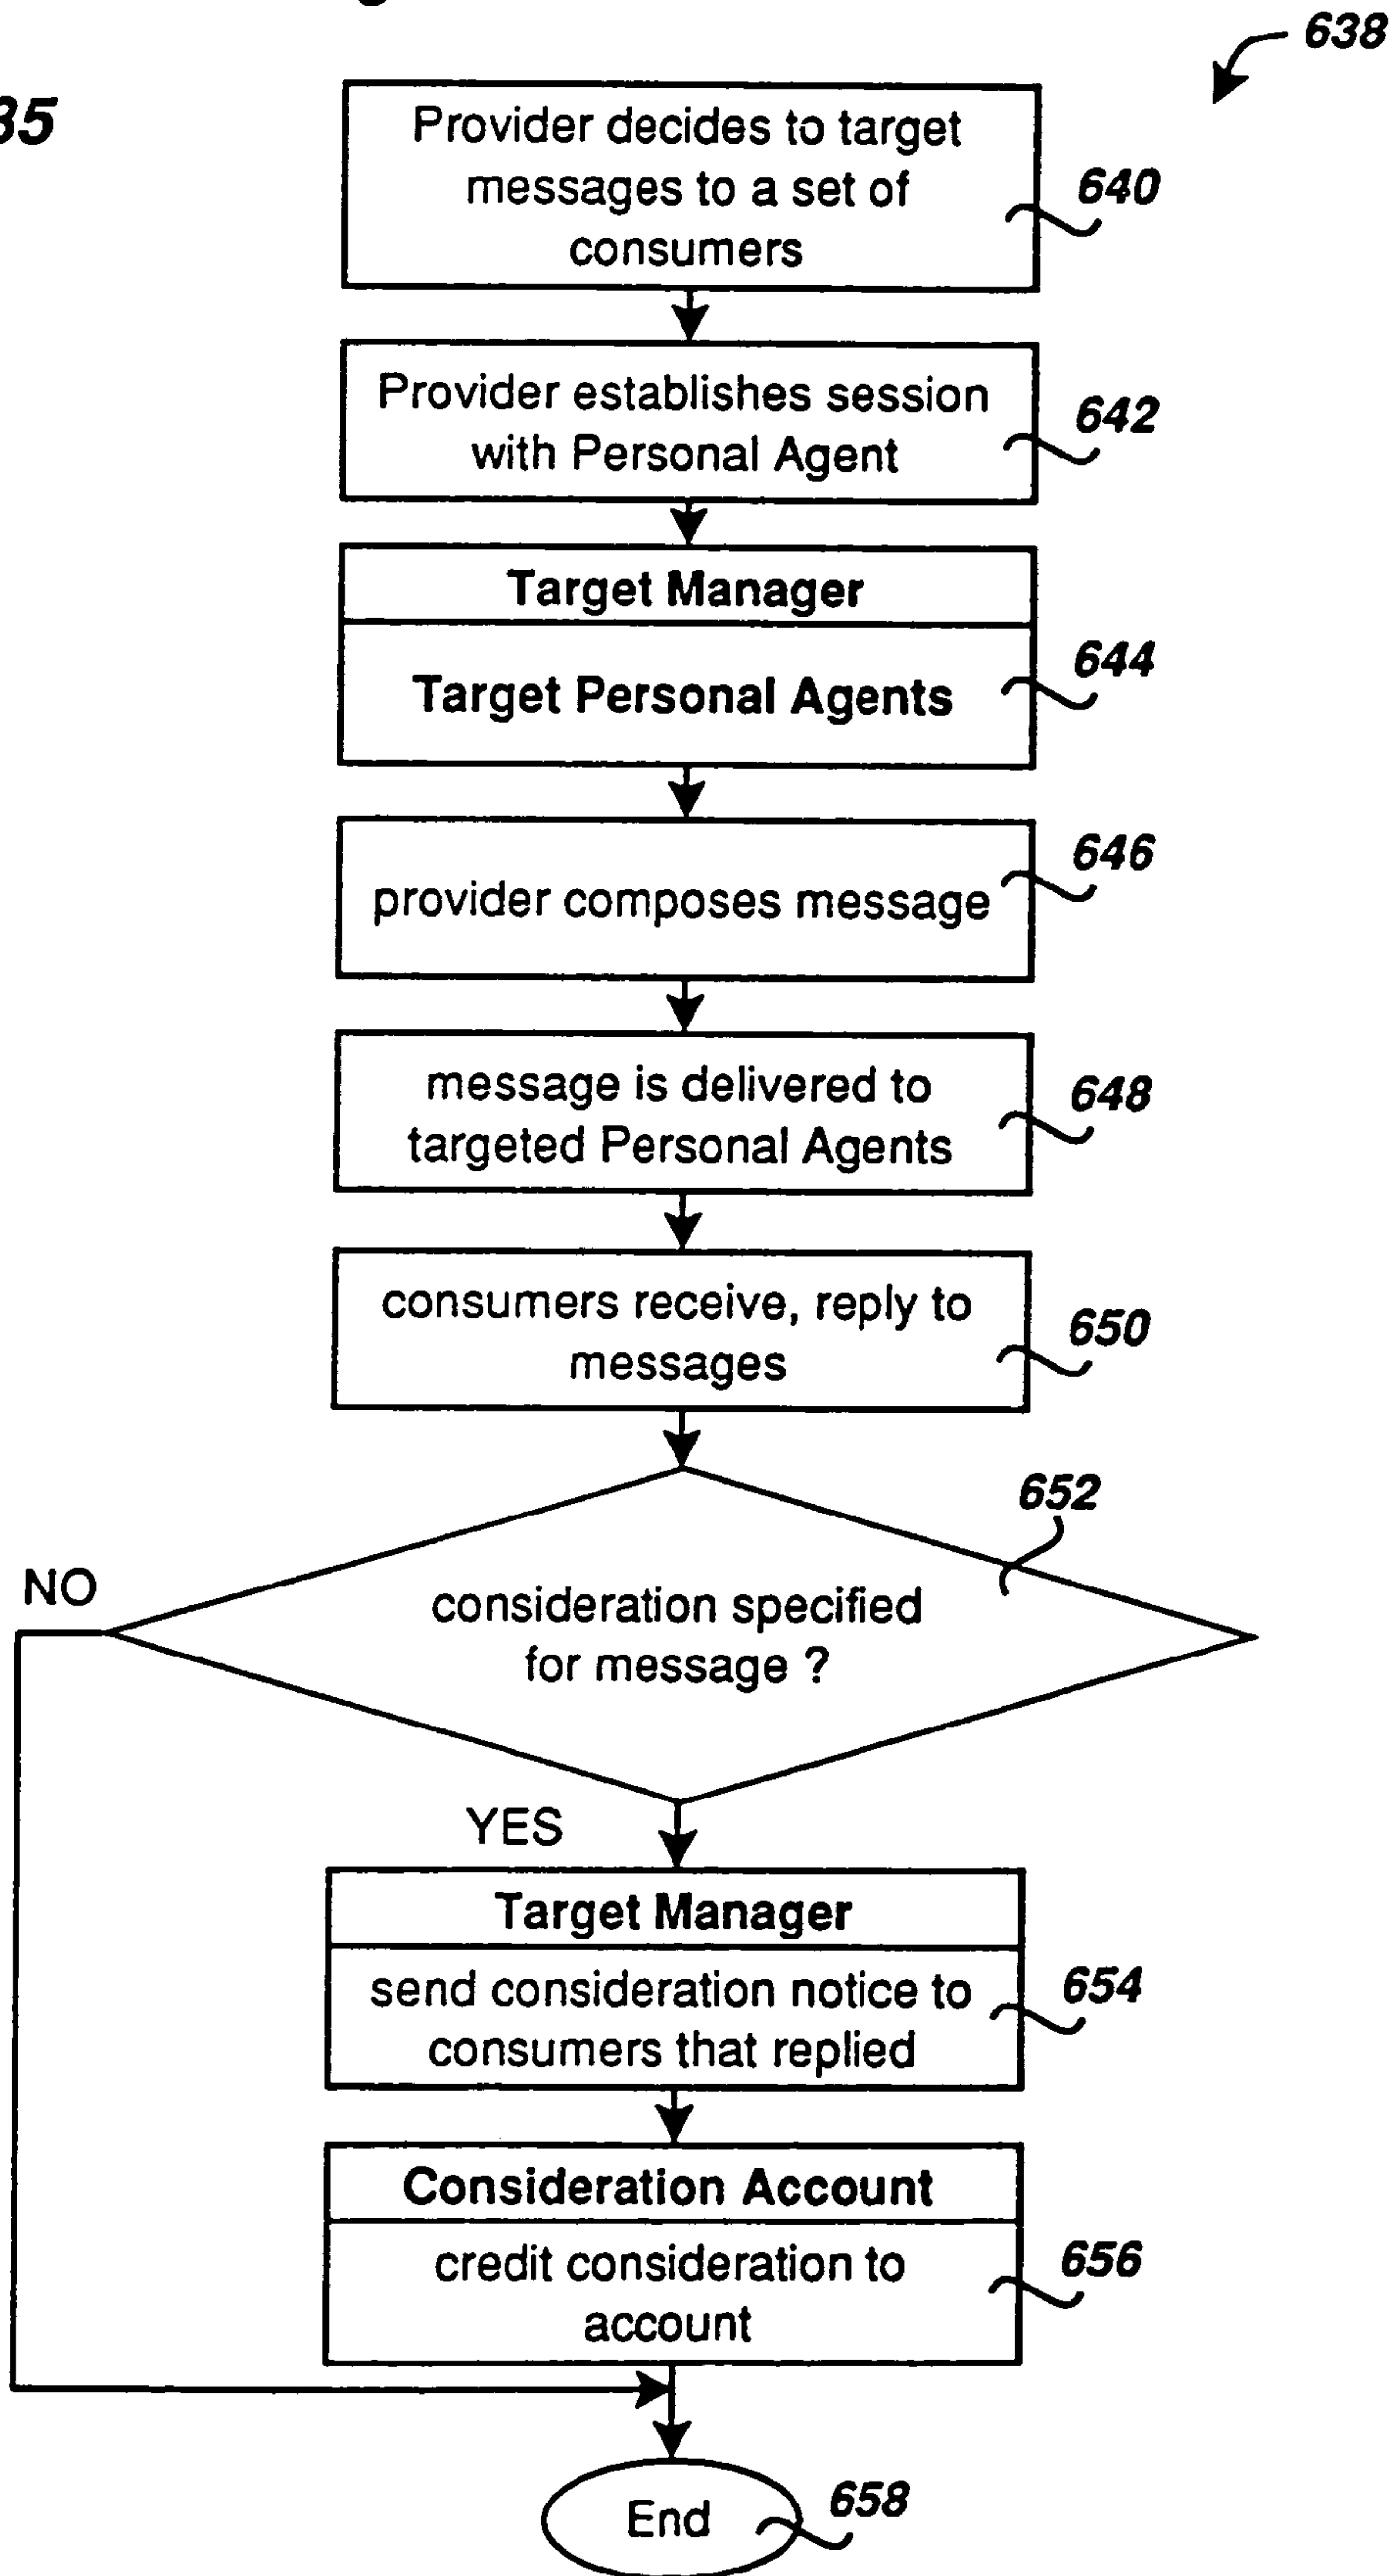 638
35
Provider decides to target
messages to a set of
consumers
640
Provider establishes session
with Personal Agent
642
Target Manager
Target Personal Agents
644
provider composes message
646
message is delivered to
targeted Personal Agents
648
consumers receive, reply to
messages
650
652
NO
consideration specified
for message ?
YES
Target Manager
send consideration notice to
consumers that replied
654
Consideration Account
credit consideration to
account
656
End
658